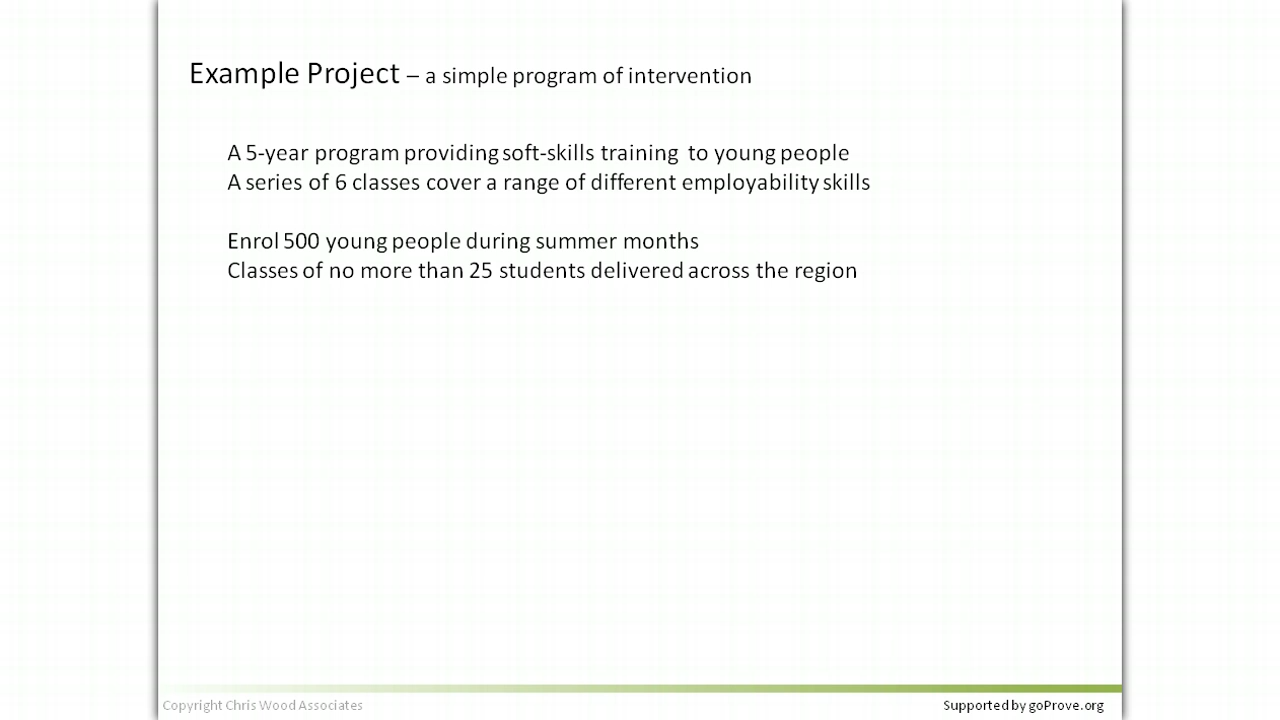 Example Project – a simple program of intervention
A 5-year program providing soft-skills training to young people
A series of 6 classes cover a range of different employability skills
Enrol 500 young people during summer months
Classes of no more than 25 students delivered across the region
Copyright Chris Wood Associates
Supported by goProve.org